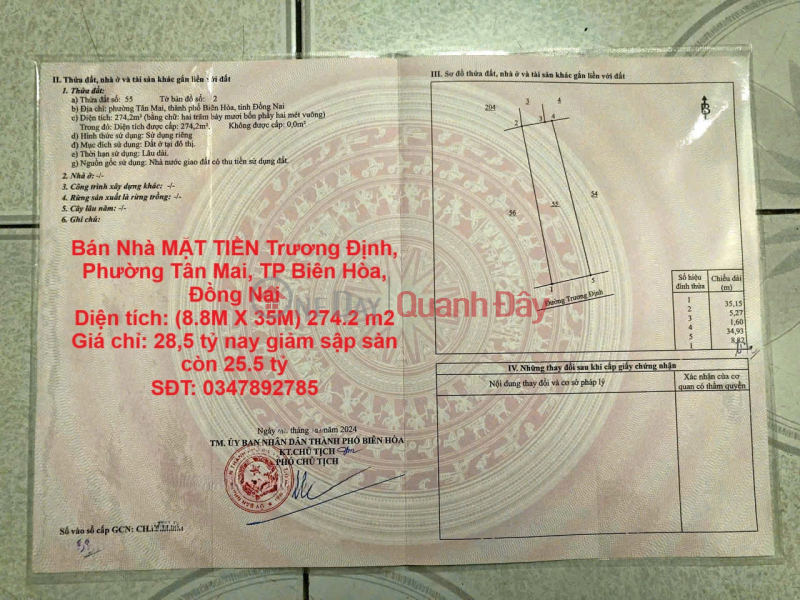 II. Thửa đất, nhà ở và tài sản khác gắn liền với đất
1. Thửa đất:
a) Thửa đất số: 55 Tờ bản đồ số: 2
b) Địa chỉ: phường Tân Mai, thành phố Biên Hòa, tỉnh Đồng Nai
c) Diện tích: 274,2m² (bằng chữ: hai trăm bảy mươi bốn phẩy hai mét vuông)
Trong đó: Diện tích được cấp: 274,2m². Không được cấp: 0,0m².
d) Hình thức sử dụng: Sử dụng riêng
đ) Mục đích sử dụng: Đất ở tại đô thị.
e) Thời hạn sử dụng: Lâu dài.
g) Nguồn gốc sử dụng: Nhà nước giao đất có thu tiền sử dụng đất.
2. Nhà ở: -/-
3. Công trình xây dựng khác: -/-
4. Rừng sản xuất là rừng trồng: -/-
5. Cây lâu năm: -/-
6. Ghi chú:
Bán Nhà MẶT TIỀN Trương Định,
Phường Tân Mai, TP Biên Hòa,
Đồng Nai
Diện tích: (8.8M X 35M) 274.2 m2
Giá chỉ: 28,5 tỷ nay giảm sập sàn
còn 25.5 tỷ
SĐT: 0347892785
ONEDAY Quanh Đây
Ngày tháng năm 2024
TM. ỦY BAN NHÂN DÂN THÀNH PHỐ BIÊN HÒA
KT.CHỦ TỊCH
PHÓ CHỦ TỊCH
Số vào sổ cấp GCN: CH
III. Sơ đồ thửa đất, nhà ở và tài sản khác gắn liền với đất
B
204
3
4
2
3
4
56
55
54
1
5
Đường Trương Định
Số hiệu đỉnh thửa
Chiều dài (m)
1
35,15
2
5,27
3
1,60
4
34,93
5
8,82
1
IV. Những thay đổi sau khi cấp giấy chứng nhận
Nội dung thay đổi và cơ sở pháp lý
Xác nhận của cơ
quan có thẩm quyền